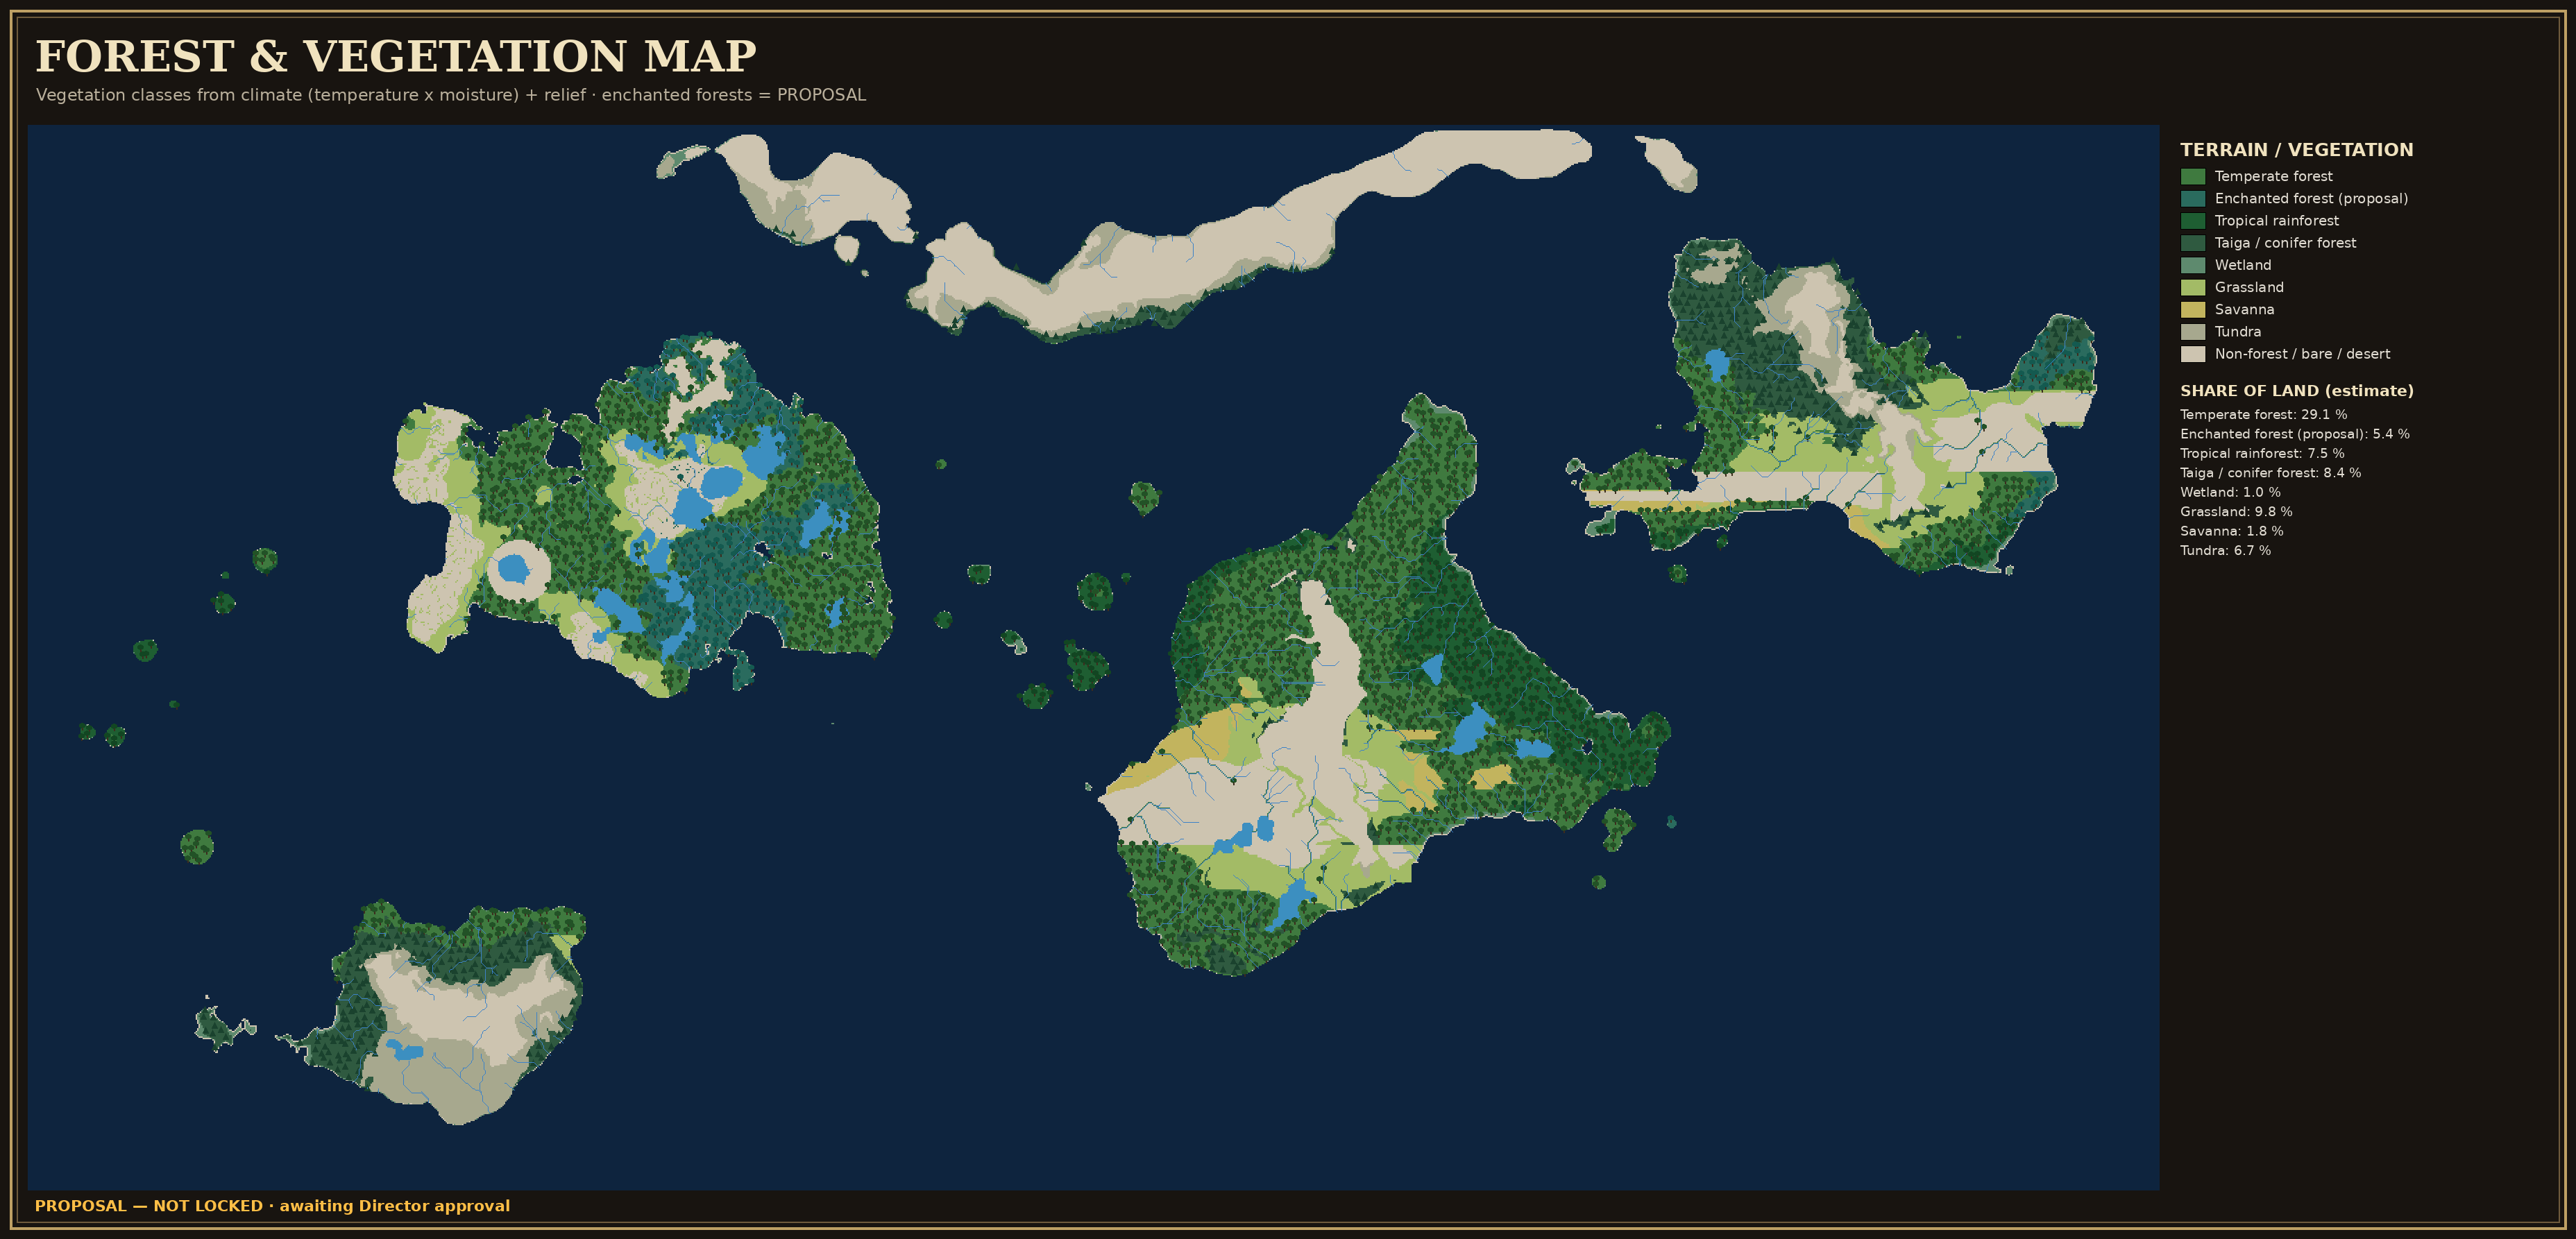 FOREST & VEGETATION MAP
Vegetation classes from climate (temperature x moisture) + relief · enchanted forests = PROPOSAL
TERRAIN / VEGETATION
Temperate forest
Enchanted forest (proposal)
Tropical rainforest
Taiga / conifer forest
Wetland
Grassland
Savanna
Tundra
Non-forest / bare / desert
SHARE OF LAND (estimate)
Temperate forest: 29.1 %
Enchanted forest (proposal): 5.4 %
Tropical rainforest: 7.5 %
Taiga / conifer forest: 8.4 %
Wetland: 1.0 %
Grassland: 9.8 %
Savanna: 1.8 %
Tundra: 6.7 %
PROPOSAL — NOT LOCKED · awaiting Director approval